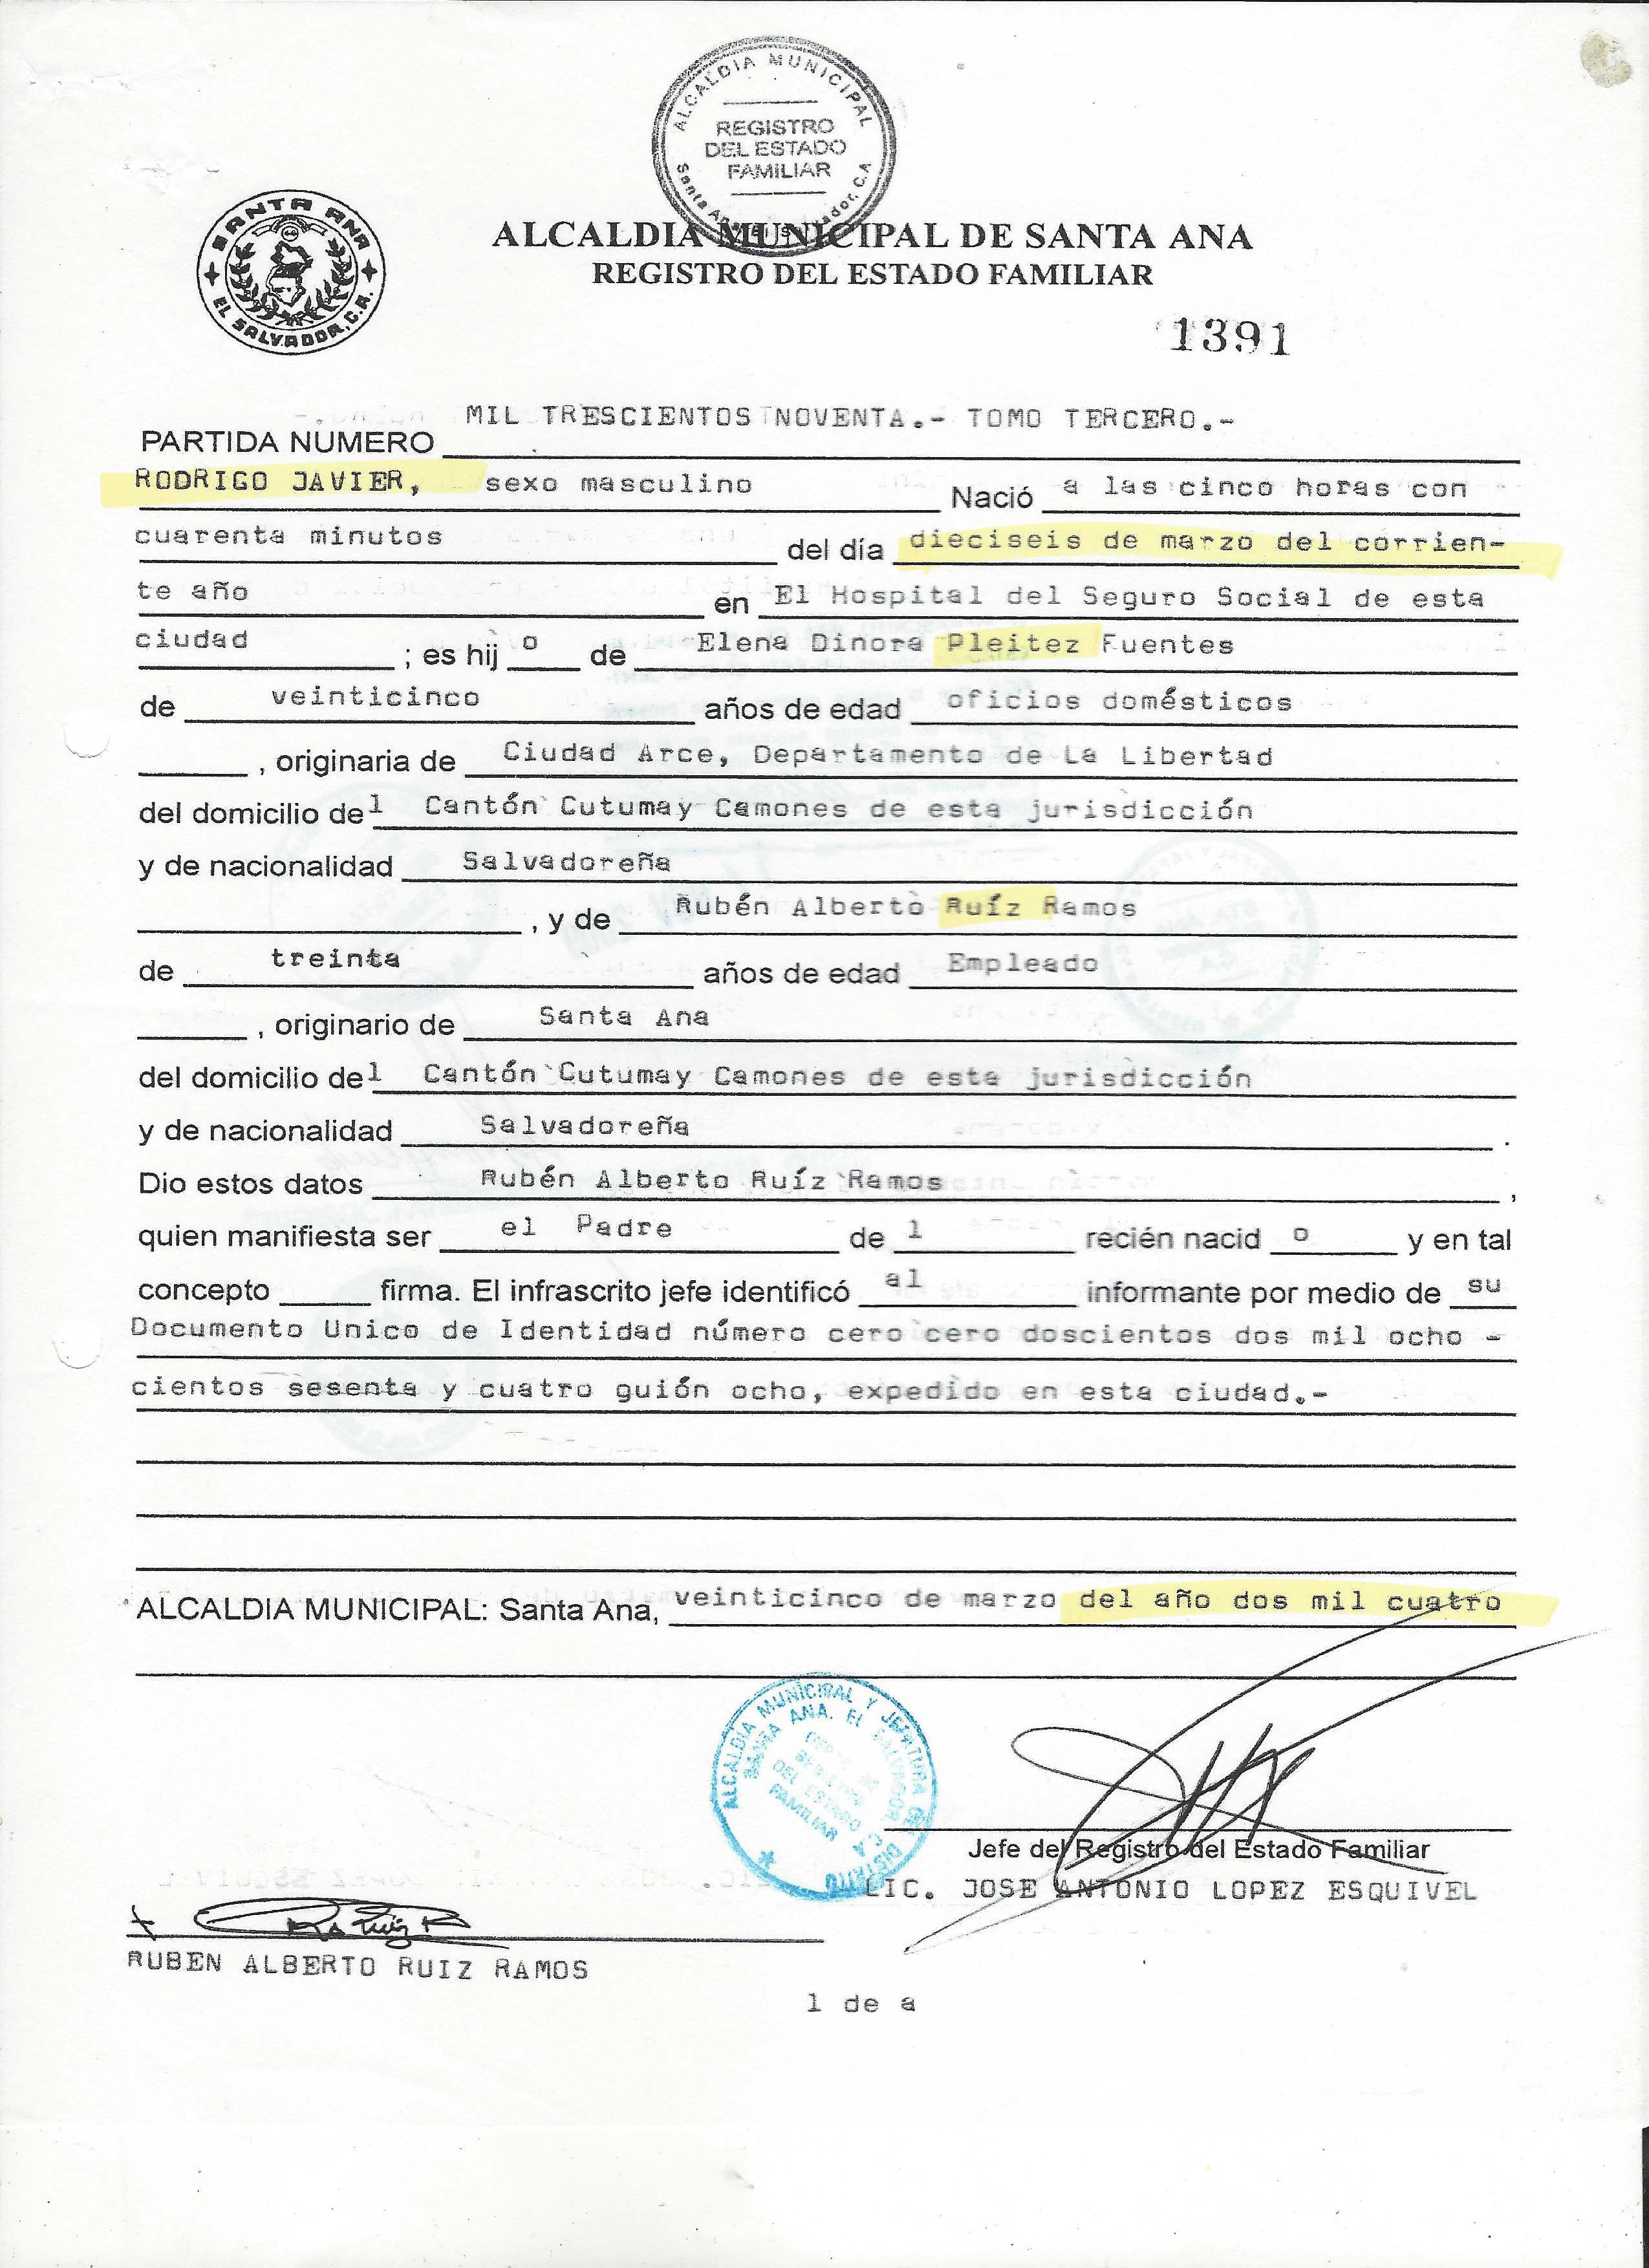 ALCALDIA MUNICIPAL
REGISTRO
DEL ESTADO
FAMILIAR
Santa Ana, El Salvador, C.A.
SANTA ANA
EL SALVADOR, C.A.
ALCALDIA MUNICIPAL DE SANTA ANA
REGISTRO DEL ESTADO FAMILIAR
1391
MIL TRESCIENTOS NOVENTA.- TOMO TERCERO.-
PARTIDA NUMERO
RODRIGO JAVIER, sexo masculino Nació a las cinco horas con
cuarenta minutos del día dieciseis de marzo del corrien-
te año en El Hospital del Seguro Social de esta
ciudad ; es hij o de Elena Dinora Pleitez Fuentes
de veinticinco años de edad oficios domésticos
, originaria de Ciudad Arce, Departamento de La Libertad
del domicilio del Cantón Cutumay Camones de esta jurisdicción
y de nacionalidad Salvadoreña
, y de Rubén Alberto Ruíz Ramos
de treinta años de edad Empleado
, originario de Santa Ana
del domicilio del Cantón Cutumay Camones de esta jurisdicción
y de nacionalidad Salvadoreña .
Dio estos datos Rubén Alberto Ruíz Ramos ,
quien manifiesta ser el Padre de l recién nacid o y en tal
concepto firma. El infrascrito jefe identificó al informante por medio de su
Documento Unico de Identidad número cero cero doscientos dos mil ocho -
cientos sesenta y cuatro guión ocho, expedido en esta ciudad.-
ALCALDIA MUNICIPAL: Santa Ana, veinticinco de marzo del año dos mil cuatro
ALCALDIA MUNICIPAL Y JEFATURA DE DISTRITO
SANTA ANA. EL SALVADOR C.A.
DEL ESTADO
FAMILIAR
Jefe del Registro del Estado Familiar
LIC. JOSE ANTONIO LOPEZ ESQUIVEL
RUBEN ALBERTO RUIZ RAMOS
1 de a